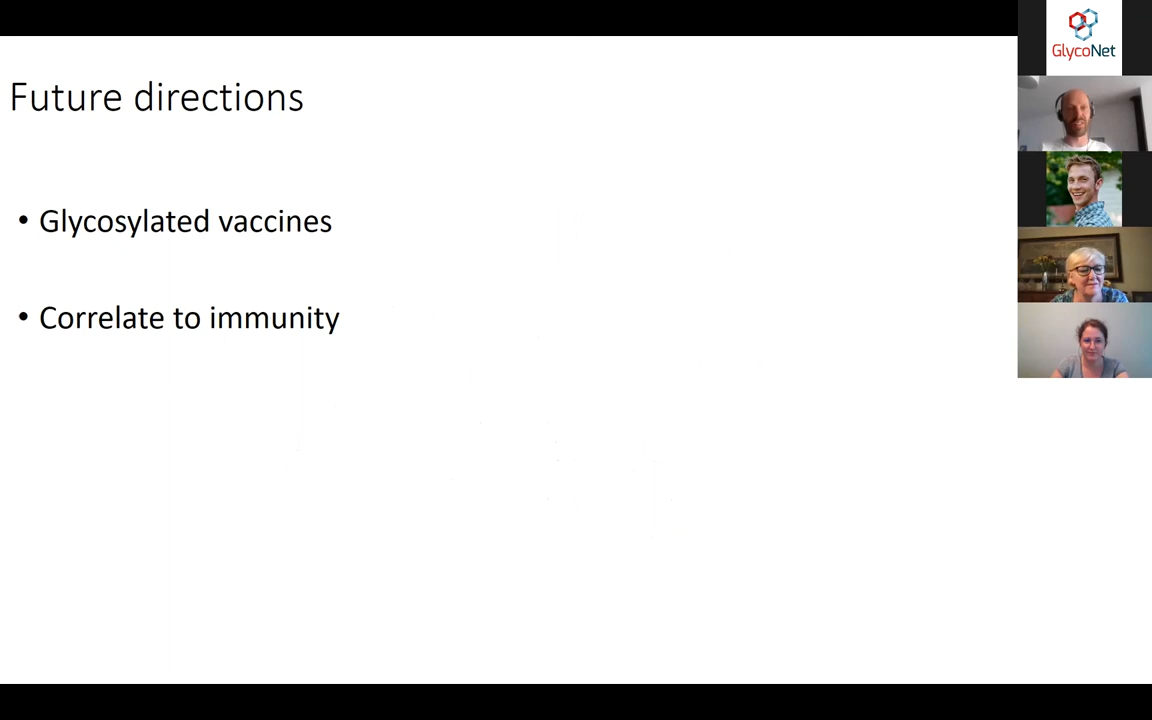 GlycoNet
Future directions
• Glycosylated vaccines
• Correlate to immunity